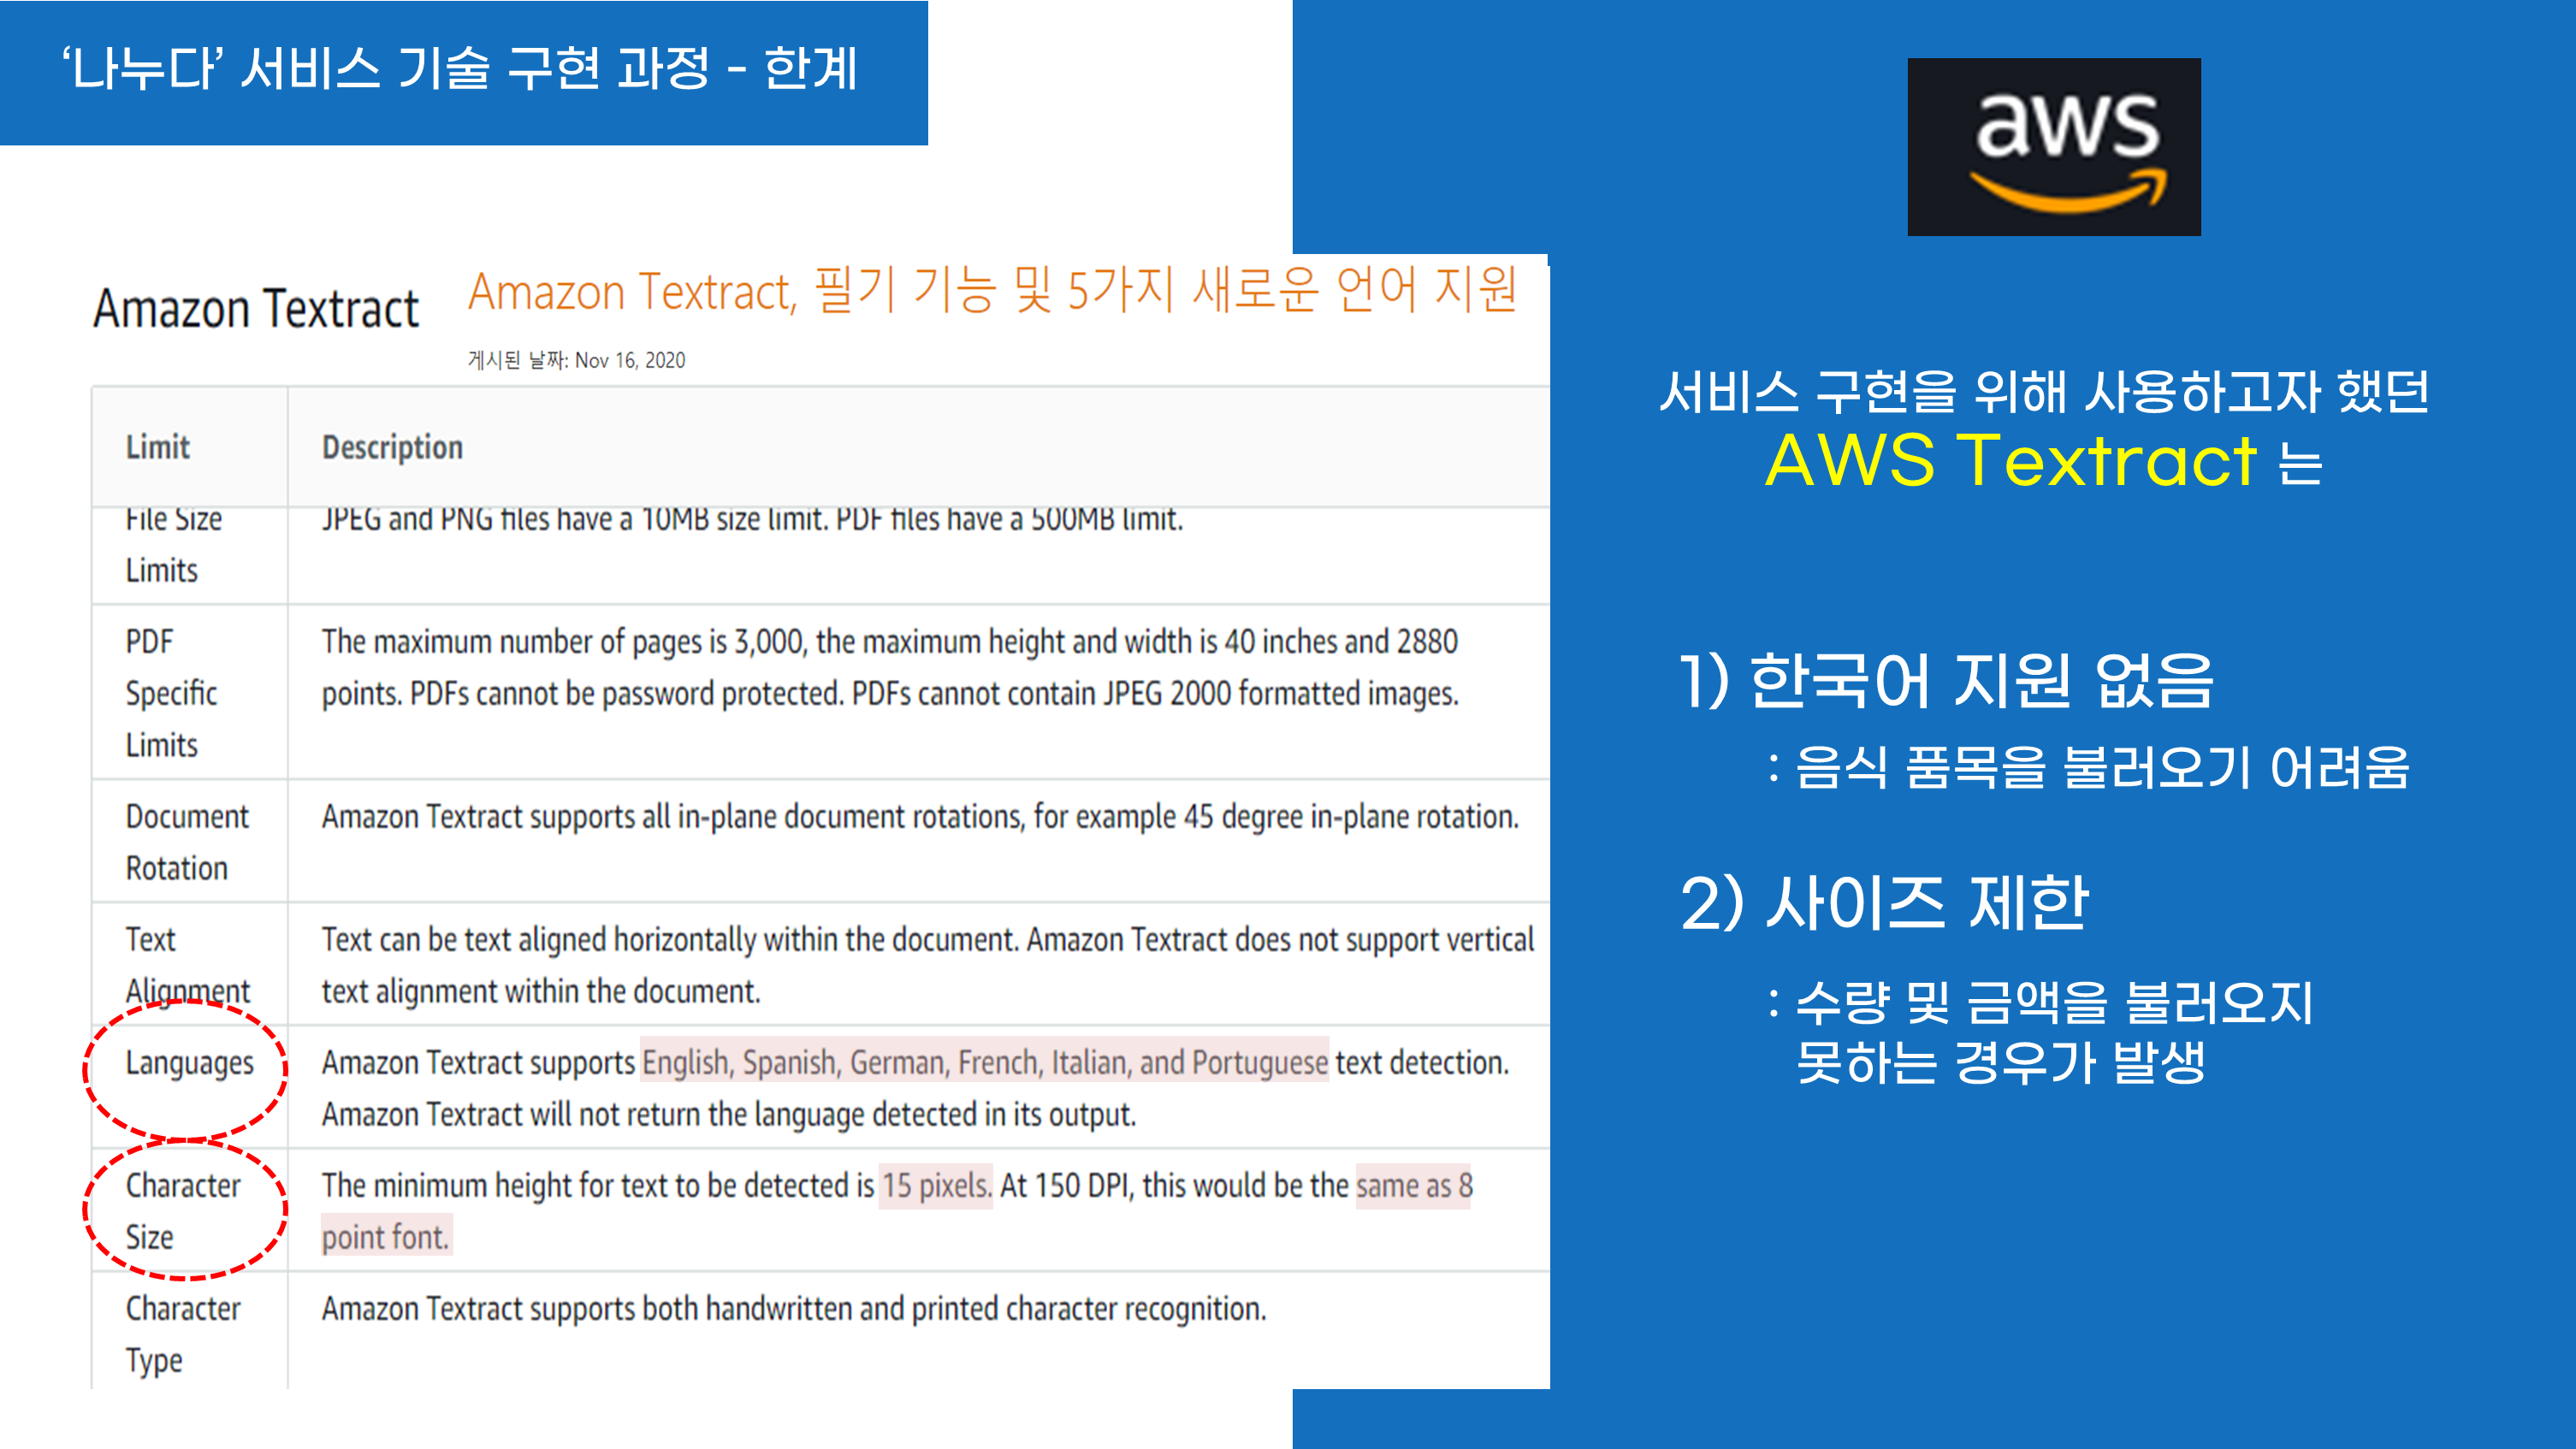 ‘나누다’ 서비스 기술 구현 과정 - 한계
aws
Amazon Textract
Amazon Textract, 필기 기능 및 5가지 새로운 언어 지원
게시된 날짜: Nov 16, 2020
Limit Description
File Size JPEG and PNG files have a 10MB size limit. PDF files have a 500MB limit.
Limits
PDF The maximum number of pages is 3,000, the maximum height and width is 40 inches and 2880
Specific points. PDFs cannot be password protected. PDFs cannot contain JPEG 2000 formatted images.
Limits
Document Amazon Textract supports all in-plane document rotations, for example 45 degree in-plane rotation.
Rotation
Text Text can be text aligned horizontally within the document. Amazon Textract does not support vertical
Alignment text alignment within the document.
Languages Amazon Textract supports English, Spanish, German, French, Italian, and Portuguese text detection.
Amazon Textract will not return the language detected in its output.
Character The minimum height for text to be detected is 15 pixels. At 150 DPI, this would be the same as 8
Size point font.
Character Amazon Textract supports both handwritten and printed character recognition.
Type
서비스 구현을 위해 사용하고자 했던
AWS Textract 는
1) 한국어 지원 없음
: 음식 품목을 불러오기 어려움
2) 사이즈 제한
: 수량 및 금액을 불러오지
못하는 경우가 발생